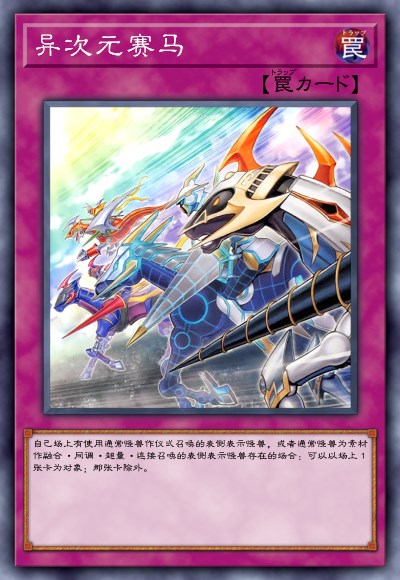 异次元赛马
トラップ
罠
トラップ
【罠カード】
自己场上有使用通常怪兽作仪式召唤的表侧表示怪兽，或者通常怪兽为素材
作融合・同调・超量・连接召唤的表侧表示怪兽存在的场合：可以以场上１
张卡为对象；那张卡除外。